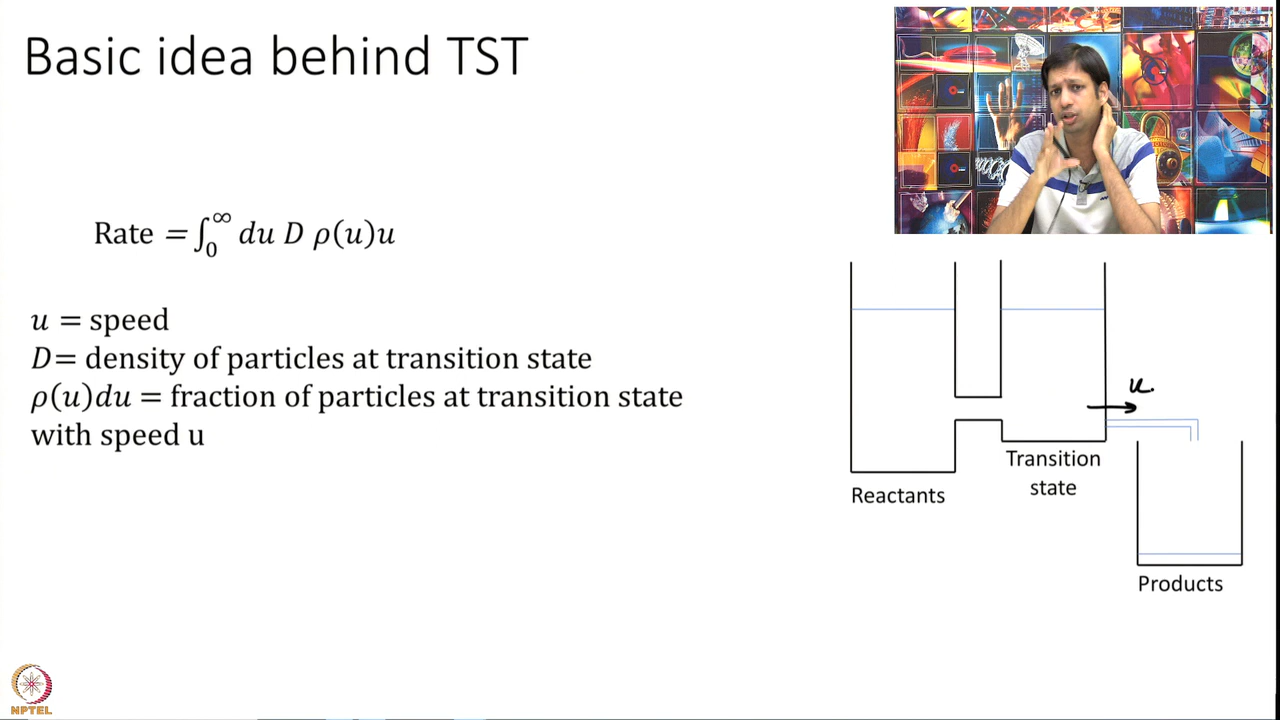 Basic idea behind TST
Rate = ∫₀^∞ du D ρ(u)u
u = speed
D= density of particles at transition state
ρ(u)du = fraction of particles at transition state
with speed u
u.
Reactants
Transition
state
Products
NPTEL